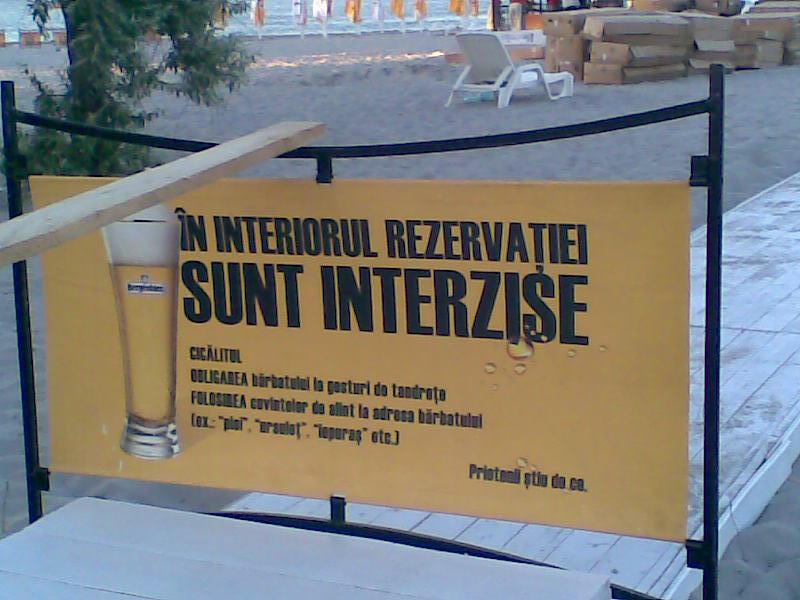 ÎN INTERIORUL REZERVAȚIEI
SUNT INTERZIȘE
CICĂLITUL
OBLIGAREA bărbatului la gesturi de tandrețe
FOLOSIREA cuvintelor de alint la adresa bărbatului
(ex.: "pui", "ursuleț", "iepuraș" etc.)
Prietenii știu de ce.